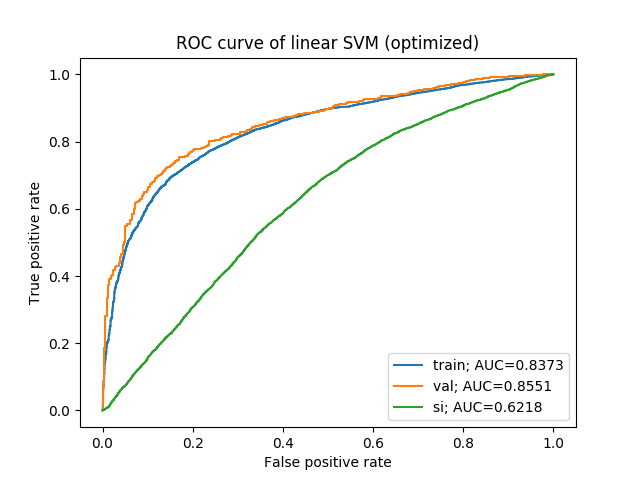 ROC curve of linear SVM (optimized)
1.0
0.8
0.6
0.4
0.2
0.0
True positive rate
train; AUC=0.8373
val; AUC=0.8551
si; AUC=0.6218
0.0 0.2 0.4 0.6 0.8 1.0
False positive rate